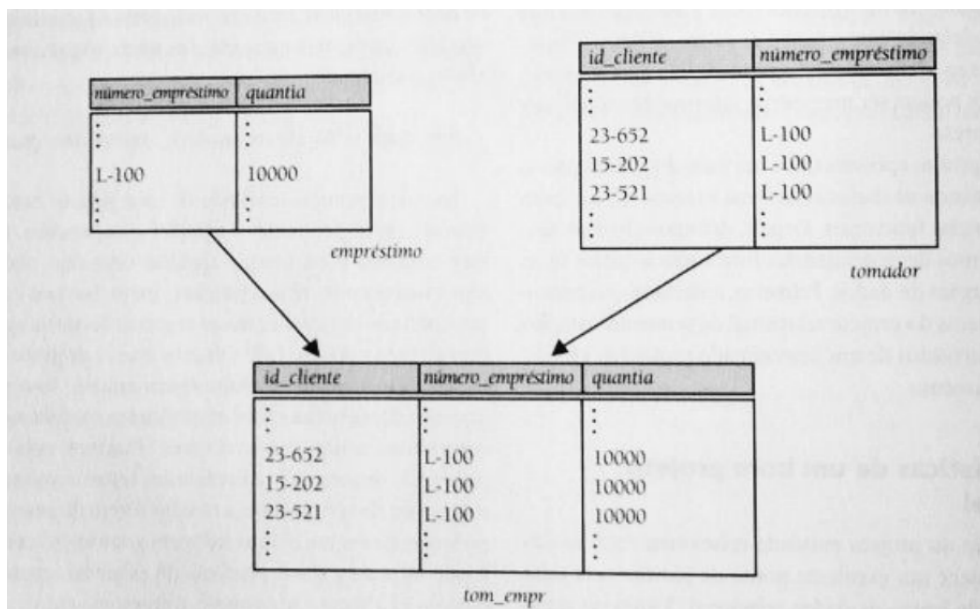 número_empréstimo quantia
L-100 10000
empréstimo
id_cliente número_empréstimo
23-652 L-100
15-202 L-100
23-521 L-100
tomador
id_cliente número_empréstimo quantia
23-652 L-100 10000
15-202 L-100 10000
23-521 L-100 10000
tom_empr